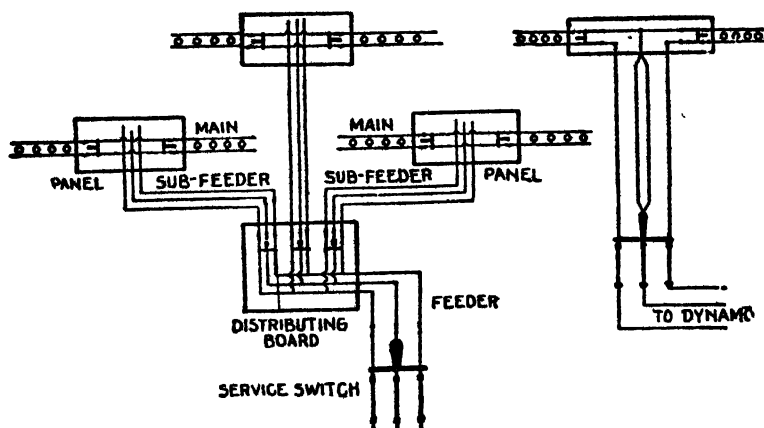 MAIN
MAIN
PANEL
SUB-FEEDER
SUB-FEEDER
PANEL
FEEDER
DISTRIBUTING
BOARD
TO DYNAMO
SERVICE SWITCH